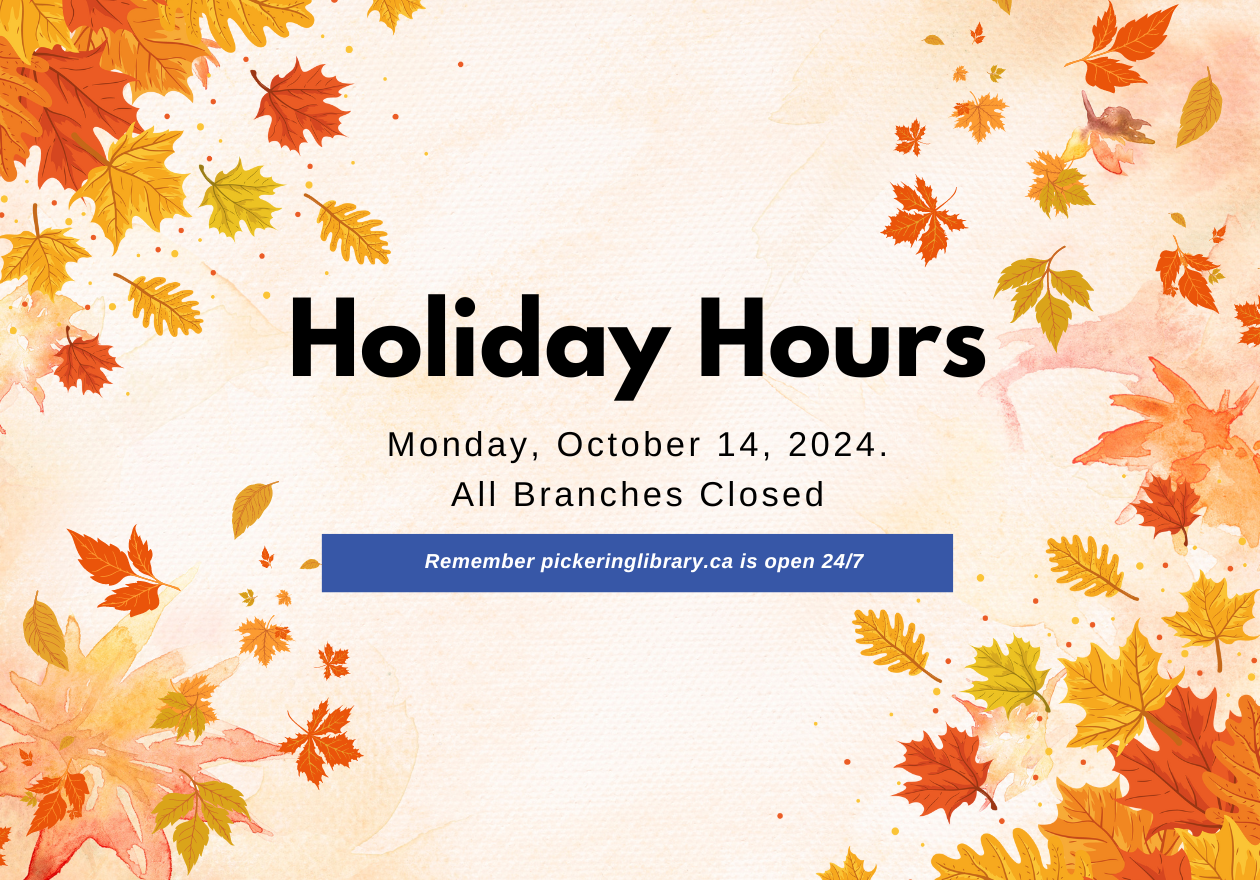 Holiday Hours
Monday, October 14, 2024.
All Branches Closed
Remember pickeringlibrary.ca is open 24/7